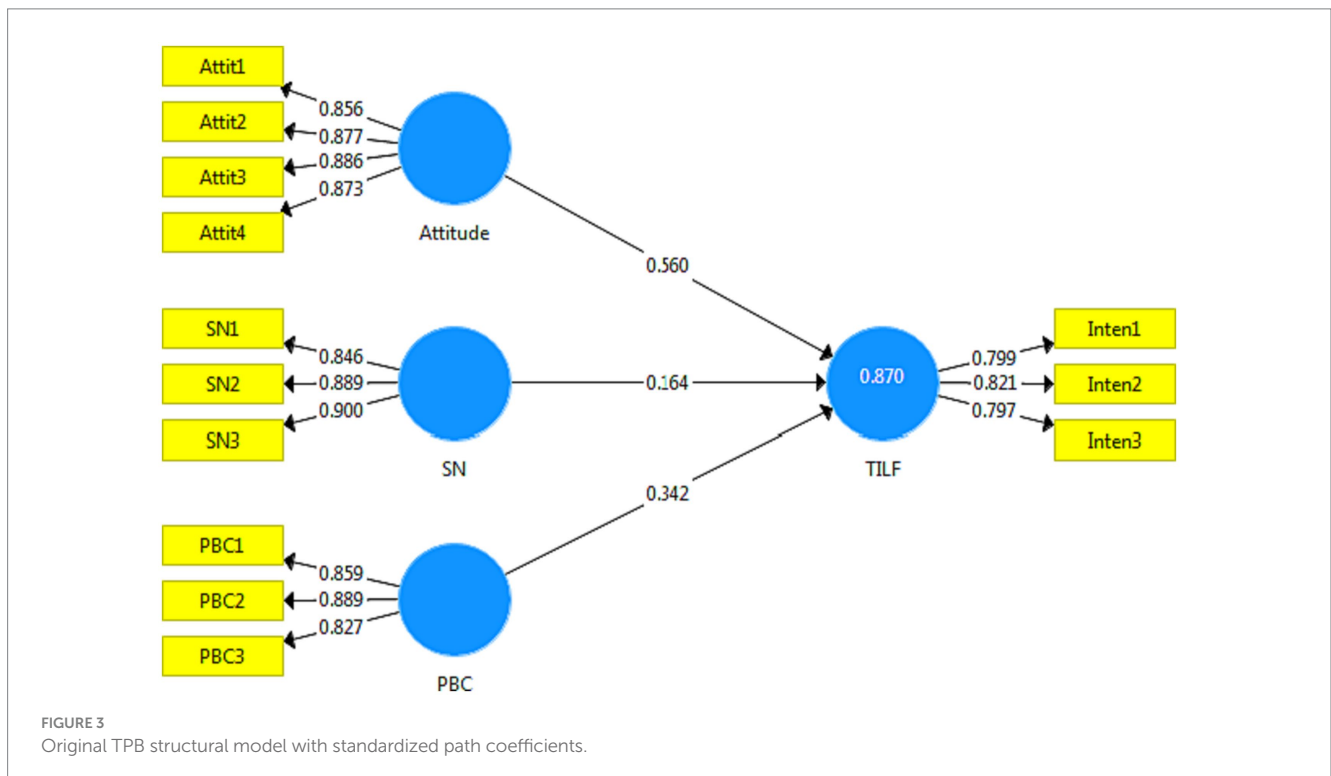 Attit1
0.856
Attit2
0.877
Attit3
0.886
0.873
Attit4
Attitude
0.560
SN1
0.846
SN2
0.889
0.900
SN3
SN
0.164
0.870
TILF
Inten1
0.799
Inten2
0.821
0.797
Inten3
0.342
PBC1
0.859
PBC2
0.889
0.827
PBC3
PBC
FIGURE 3
Original TPB structural model with standardized path coefficients.